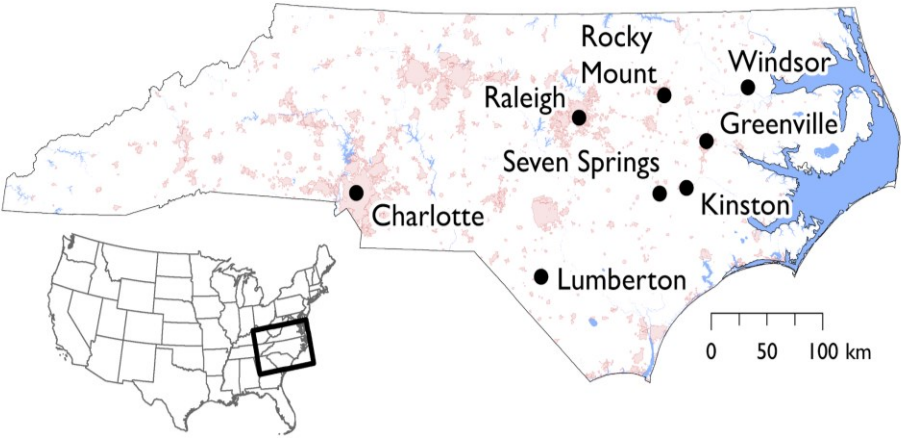 Rocky
Mount
Windsor
Raleigh
Greenville
Seven Springs
Kinston
Charlotte
Lumberton
0 50 100 km